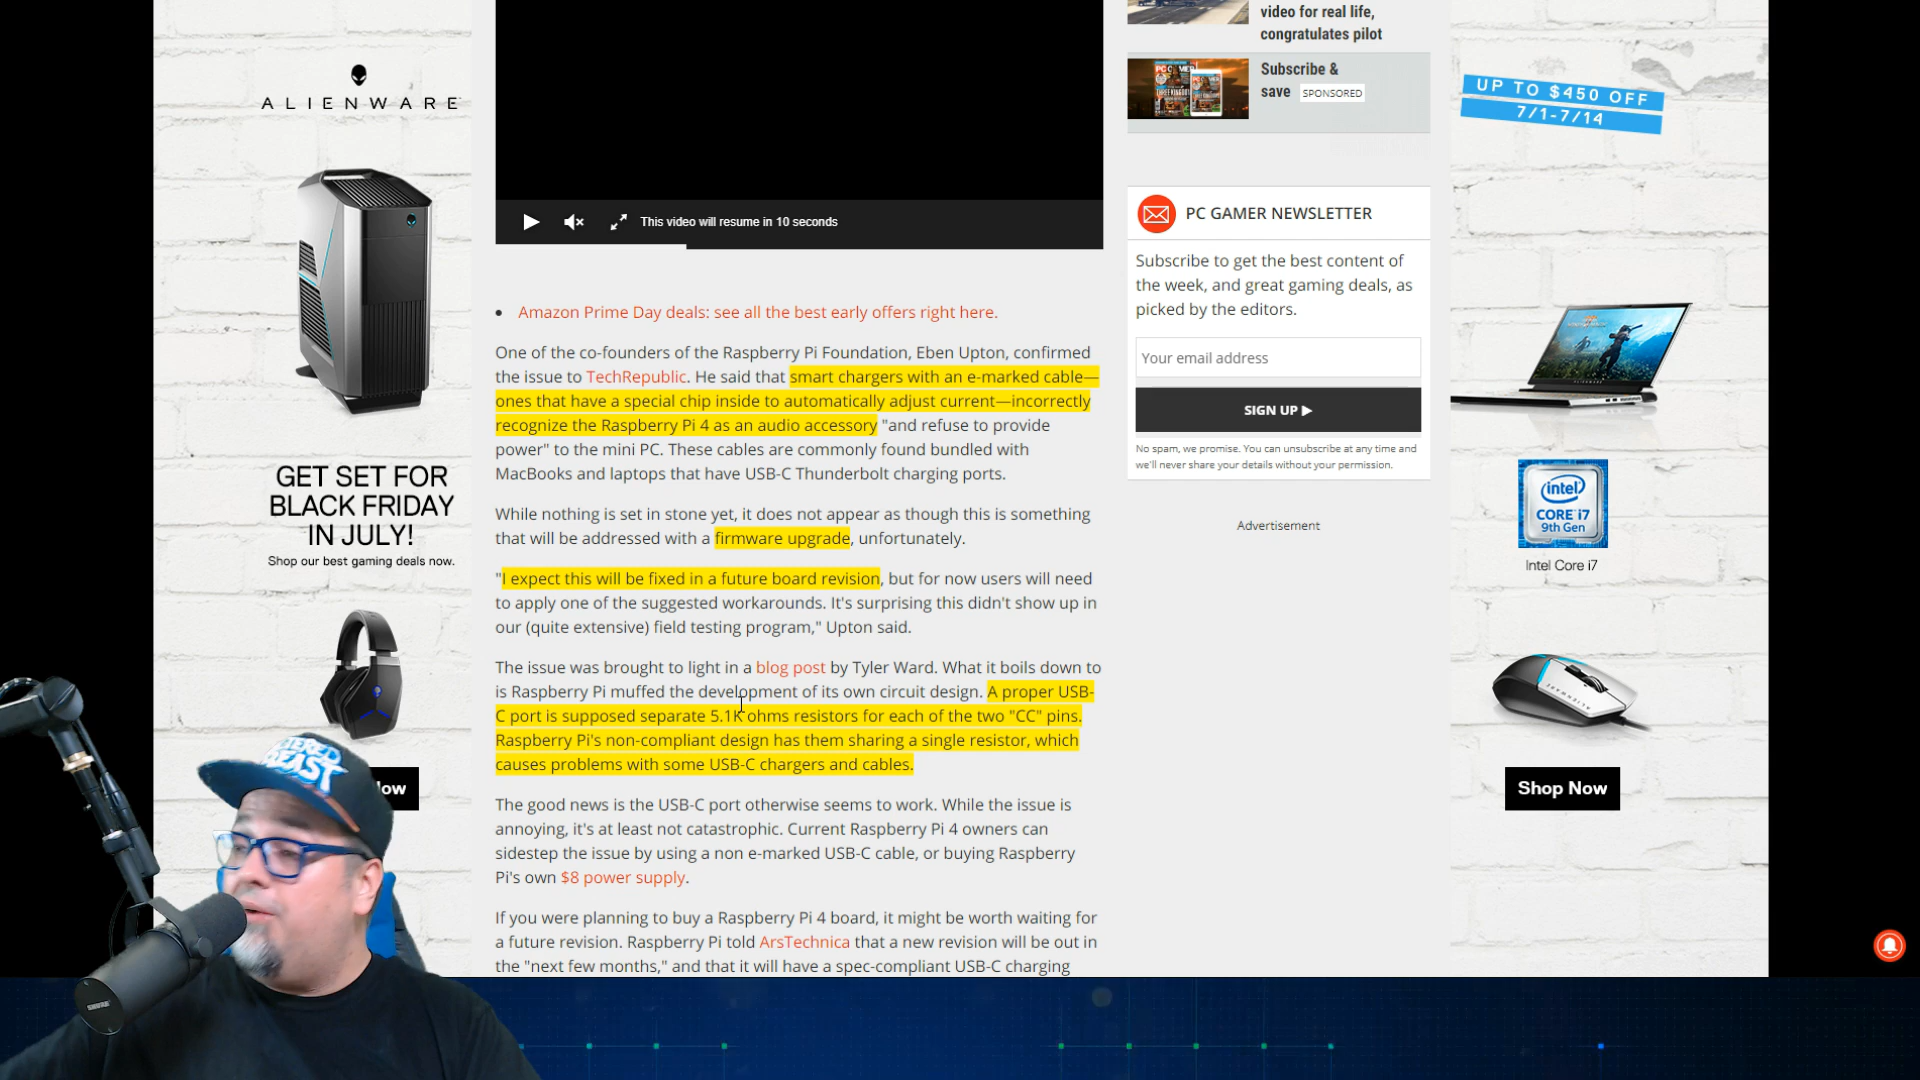 ALIENWARE
GET SET FOR
BLACK FRIDAY
IN JULY!
Shop our best gaming deals now.
ow
This video will resume in 10 seconds
Amazon Prime Day deals: see all the best early offers right here.
One of the co-founders of the Raspberry Pi Foundation, Eben Upton, confirmed
the issue to TechRepublic. He said that smart chargers with an e-marked cable—
ones that have a special chip inside to automatically adjust current—incorrectly
recognize the Raspberry Pi 4 as an audio accessory "and refuse to provide
power" to the mini PC. These cables are commonly found bundled with
MacBooks and laptops that have USB-C Thunderbolt charging ports.
While nothing is set in stone yet, it does not appear as though this is something
that will be addressed with a firmware upgrade, unfortunately.
"I expect this will be fixed in a future board revision, but for now users will need
to apply one of the suggested workarounds. It's surprising this didn't show up in
our (quite extensive) field testing program," Upton said.
The issue was brought to light in a blog post by Tyler Ward. What it boils down to
is Raspberry Pi muffed the development of its own circuit design. A proper USB-
C port is supposed separate 5.1K ohms resistors for each of the two "CC" pins.
Raspberry Pi's non-compliant design has them sharing a single resistor, which
causes problems with some USB-C chargers and cables.
The good news is the USB-C port otherwise seems to work. While the issue is
annoying, it's at least not catastrophic. Current Raspberry Pi 4 owners can
sidestep the issue by using a non e-marked USB-C cable, or buying Raspberry
Pi's own $8 power supply.
If you were planning to buy a Raspberry Pi 4 board, it might be worth waiting for
a future revision. Raspberry Pi told ArsTechnica that a new revision will be out in
the "next few months," and that it will have a spec-compliant USB-C charging
video for real life,
congratulates pilot
PC GAMER
Subscribe &
save SPONSORED
PC GAMER NEWSLETTER
Subscribe to get the best content of
the week, and great gaming deals, as
picked by the editors.
Your email address
SIGN UP
No spam, we promise. You can unsubscribe at any time and
we'll never share your details without your permission.
Advertisement
UP TO $450 OFF
7/1-7/14
intel
CORE i7
9th Gen
Intel Core i7
Shop Now
ALTERED
BEAST
SHURE